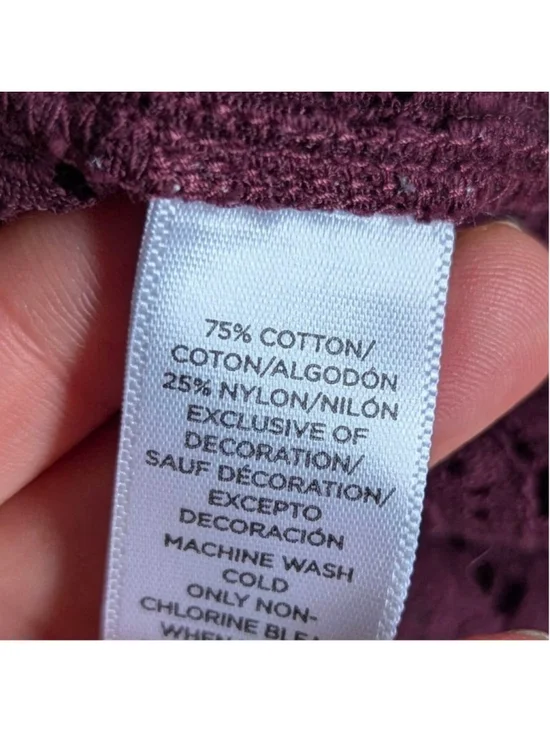 75% COTTON/
COTON/ALGODÓN
25% NYLON/NILÓN
EXCLUSIVE OF
DECORATION/
SAUF DÉCORATION/
EXCEPTO
DECORACIÓN
MACHINE WASH
COLD
ONLY NON-
CHLORINE
WHEN